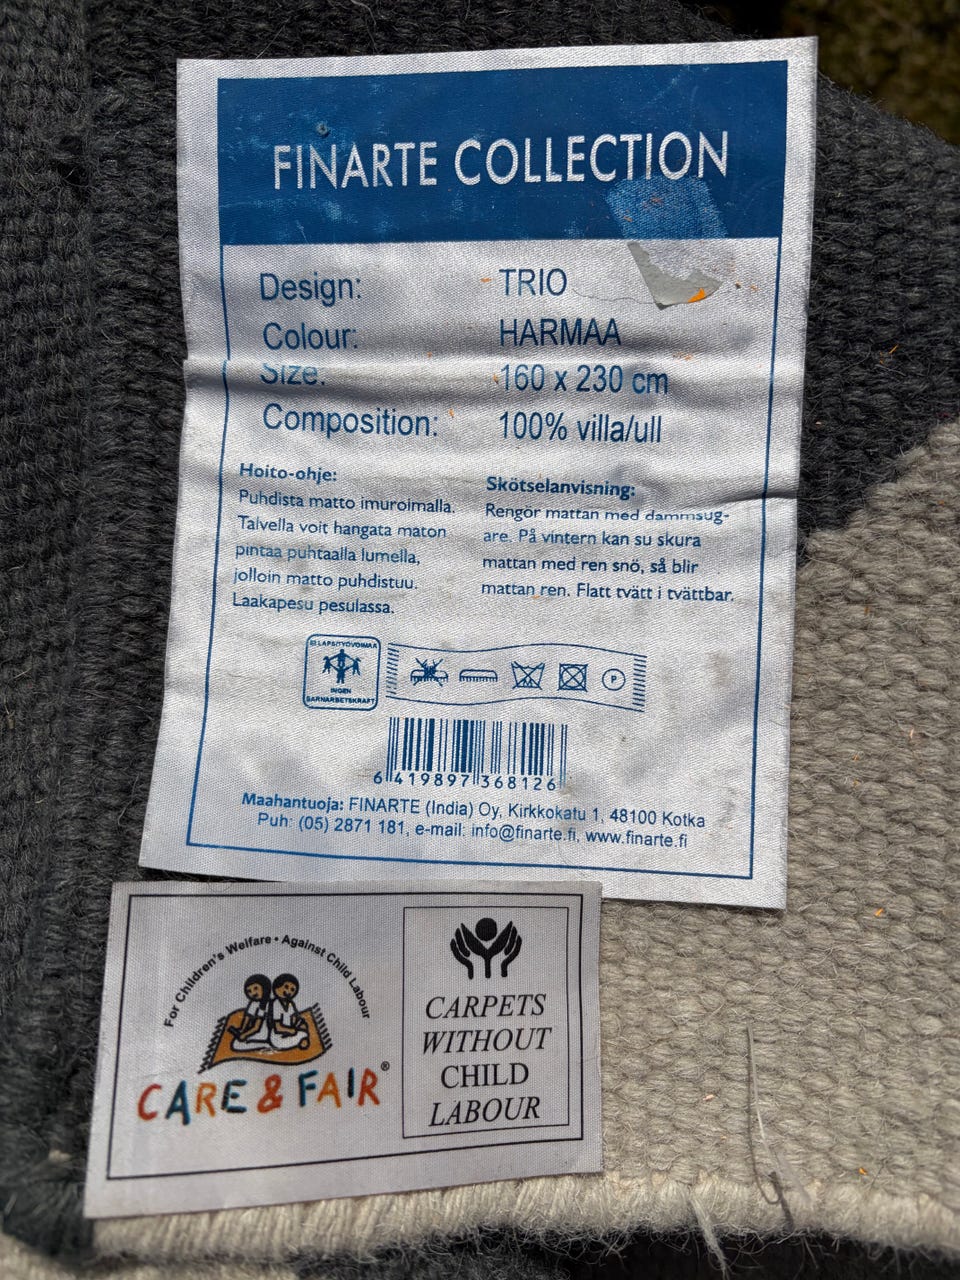 FINARTE COLLECTION
Design: TRIO
Colour: HARMAA
Size: 160 x 230 cm
Composition: 100% villa/ull
Hoito-ohje:
Puhdista matto imuroimalla.
Talvella voit hangata maton
pintaa puhtaalla lumella,
jolloin matto puhdistuu.
Laakapesu pesulassa.
Skötselanvisning:
Rengör mattan med dammsug-
are. På vintern kan su skura
mattan med ren snö, så blir
mattan ren. Flatt tvätt i tvättbar.
EI LAPSITYÖVOIMAA
INGEN
BARNARBETSKRAFT
P
6 419897 368126
Maahantuoja: FINARTE (India) Oy, Kirkkokatu 1, 48100 Kotka
Puh: (05) 2871 181, e-mail: info@finarte.fi, www.finarte.fi
For Children's Welfare • Against Child Labour
CARE & FAIR®
CARPETS
WITHOUT
CHILD
LABOUR